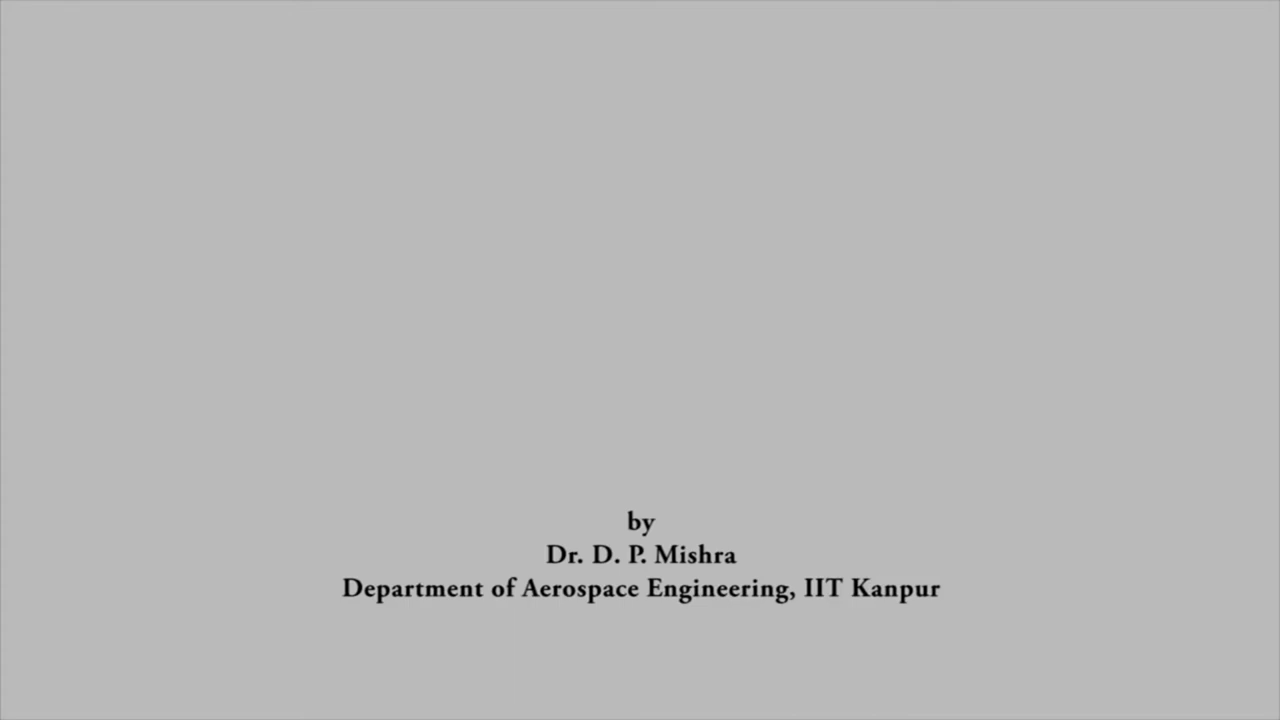 by
Dr. D. P. Mishra
Department of Aerospace Engineering, IIT Kanpur